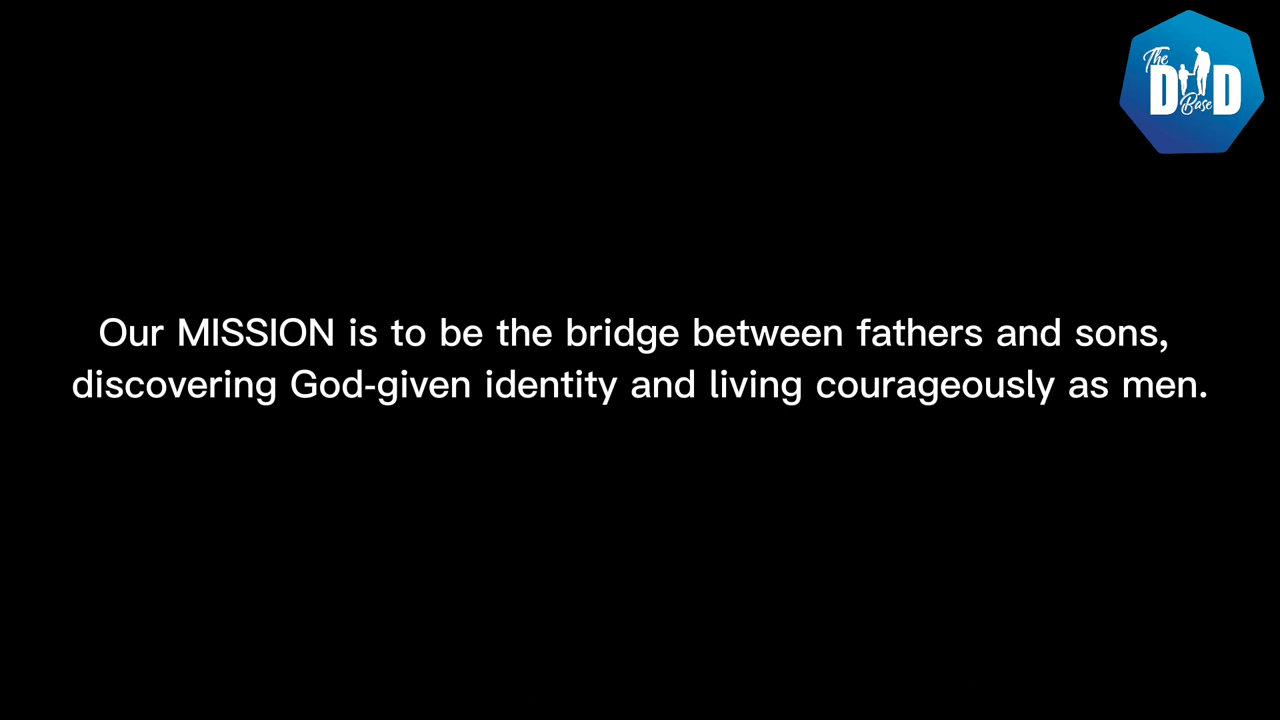 The
DAD
Base
Our MISSION is to be the bridge between fathers and sons,
discovering God-given identity and living courageously as men.